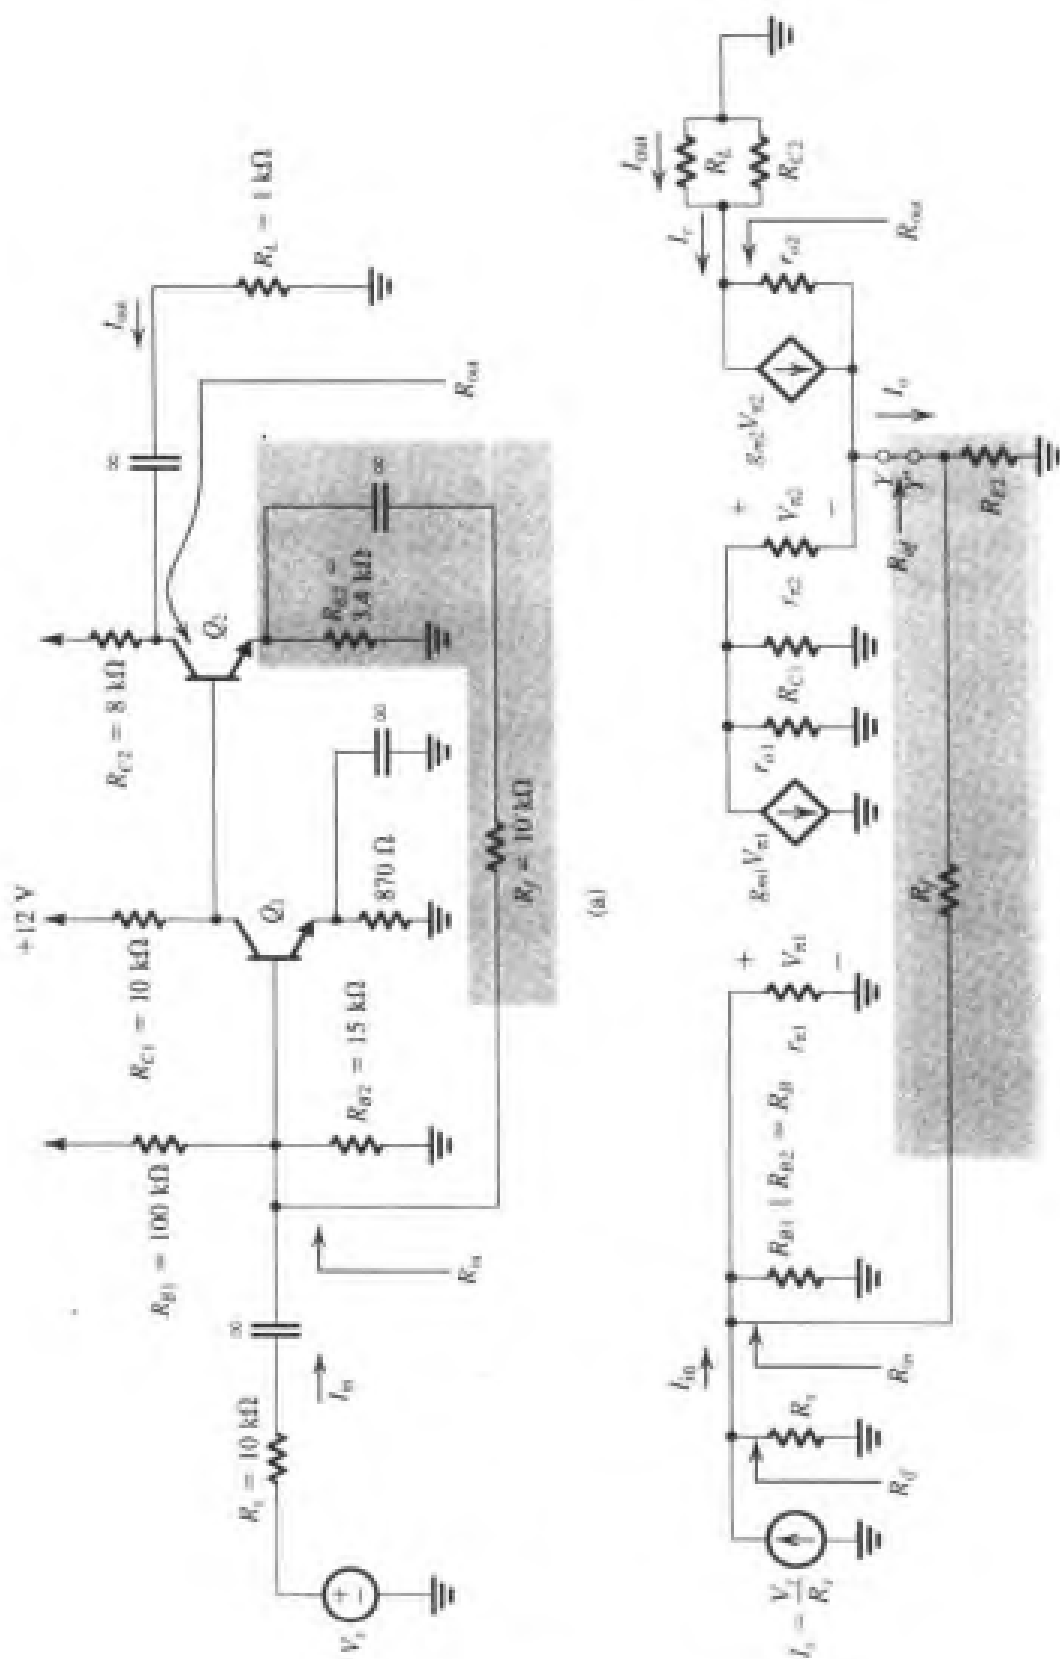 +12 V
R_C2 = 8 kΩ
R_C1 = 10 kΩ
R_B1 = 100 kΩ
∞
I_out
R_L = 1 kΩ
Q_2
Q_1
R_s = 10 kΩ
∞
I_in
R_B2 = 15 kΩ
870 Ω
∞
R_E2 =
3.4 kΩ
∞
R_out
V_s
R_in
R_f = 10 kΩ
(a)
I_out
R_L
R_C2
I_c
I_in
g_m1V_π1
g_m2V_π2
I_s = V_s
R_s
R_s
R_B1 || R_B2 = R_B
r_π1
+
V_π1
−
r_o1
R_C1
r_π2
+
V_π2
−
r_o2
R_out
R_if
R_in
Y
Y'
I_o
R_f
R_E2